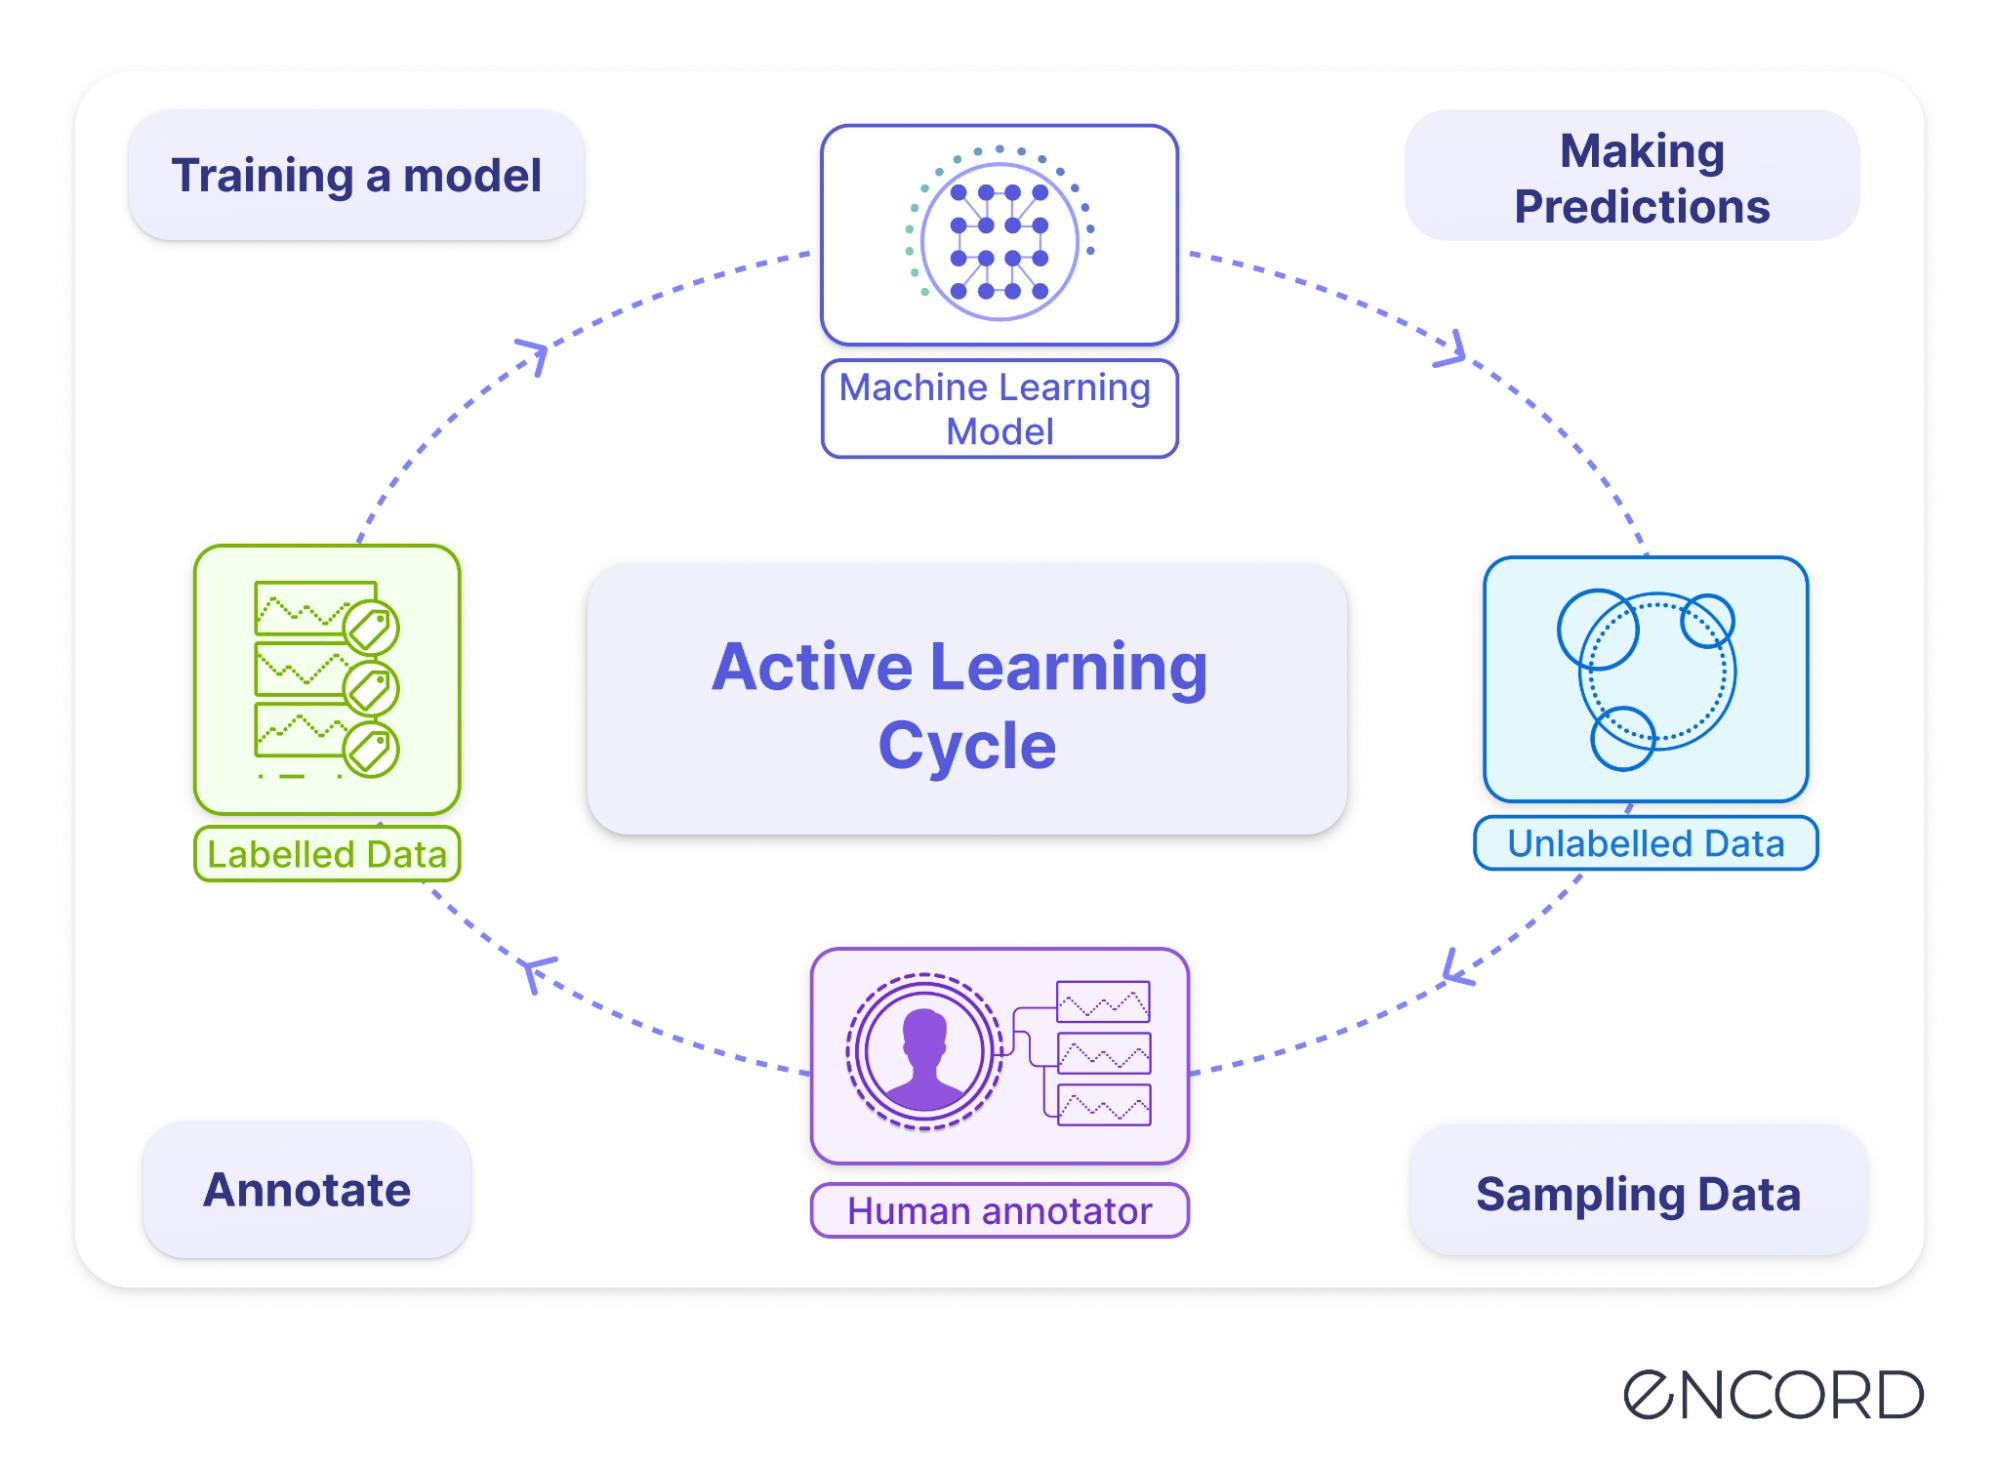 Training a model
Making
Predictions
Machine Learning
Model
Active Learning
Cycle
Labelled Data
Unlabelled Data
Human annotator
Annotate
Sampling Data
eNCORD